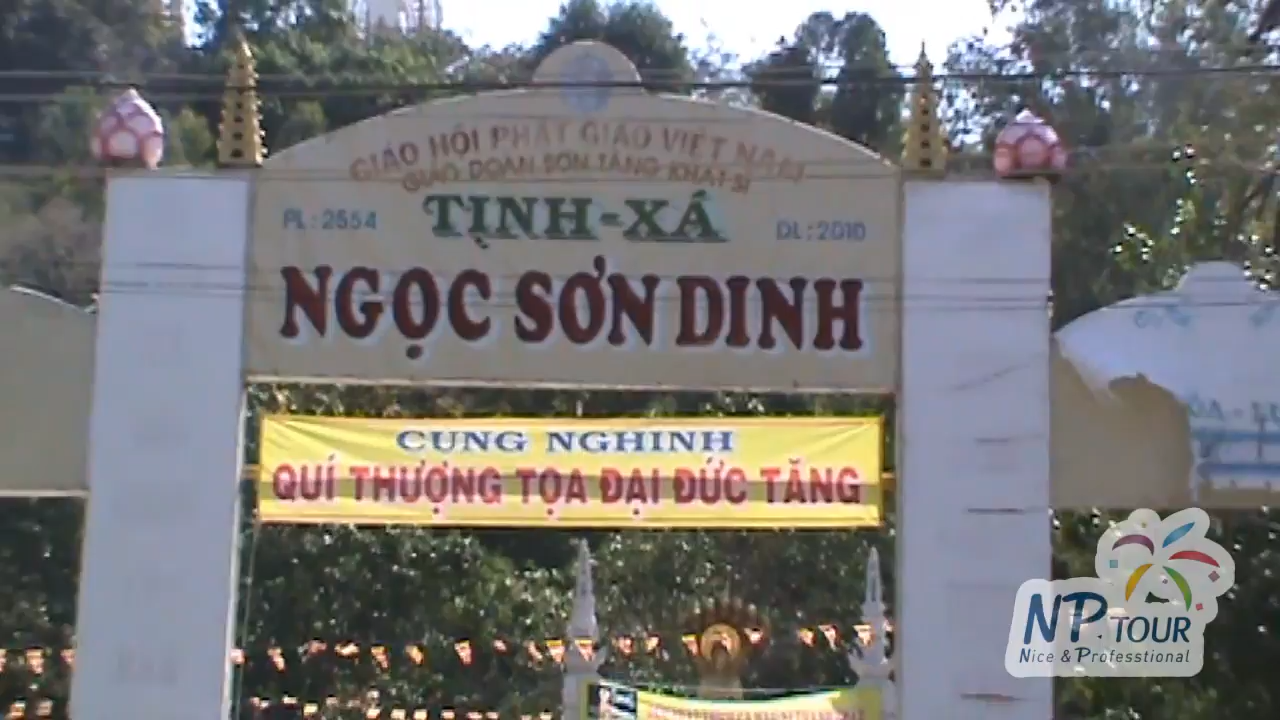 GIÁO HỘI PHẬT GIÁO VIỆT NAM
GIÁO ĐOÀN SƠN TĂNG KHẤT SĨ
PL: 2554
TỊNH-XÁ
DL: 2010
NGỌC SƠN DINH
CUNG NGHINH
QUÍ THƯỢNG TỌA ĐẠI ĐỨC TĂNG
NP.TOUR
Nice & Professtional